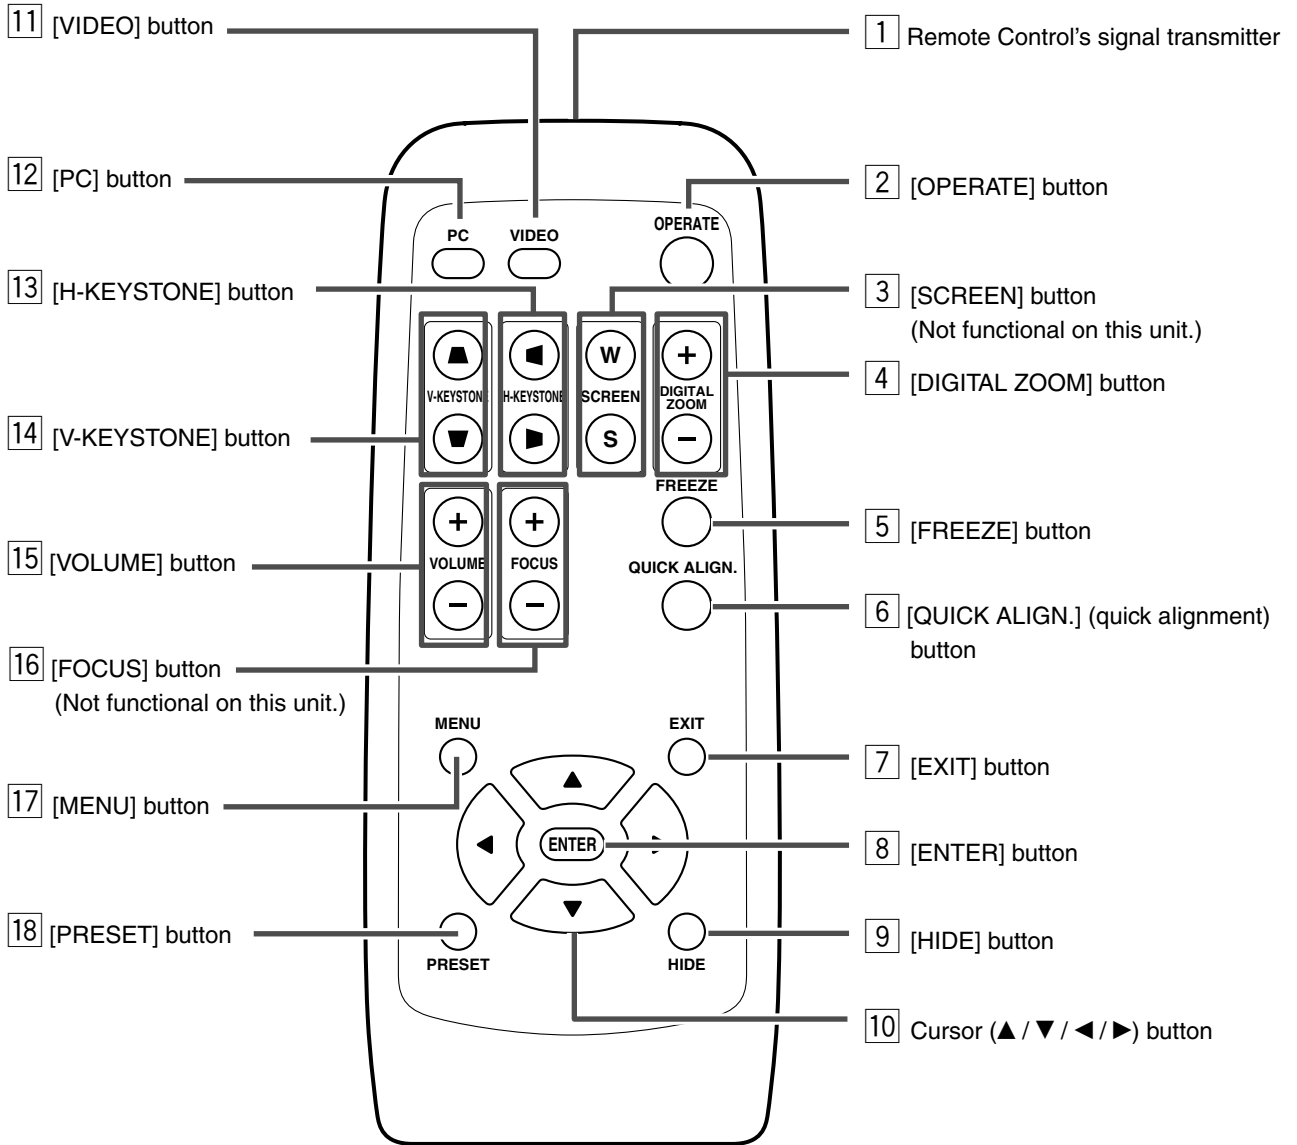 11 [VIDEO] button
1 Remote Control's signal transmitter
12 [PC] button
2 [OPERATE] button
13 [H-KEYSTONE] button
3 [SCREEN] button
(Not functional on this unit.)
4 [DIGITAL ZOOM] button
14 [V-KEYSTONE] button
5 [FREEZE] button
15 [VOLUME] button
6 [QUICK ALIGN.] (quick alignment)
button
16 [FOCUS] button
(Not functional on this unit.)
7 [EXIT] button
17 [MENU] button
8 [ENTER] button
18 [PRESET] button
9 [HIDE] button
10 Cursor (▲ / ▼ / ◀ / ▶) button
PC
VIDEO
OPERATE
W
+
V-KEYSTONE
H-KEYSTONE
SCREEN
DIGITAL
ZOOM
S
−
FREEZE
+
+
VOLUME
FOCUS
QUICK ALIGN.
−
−
MENU
EXIT
ENTER
PRESET
HIDE